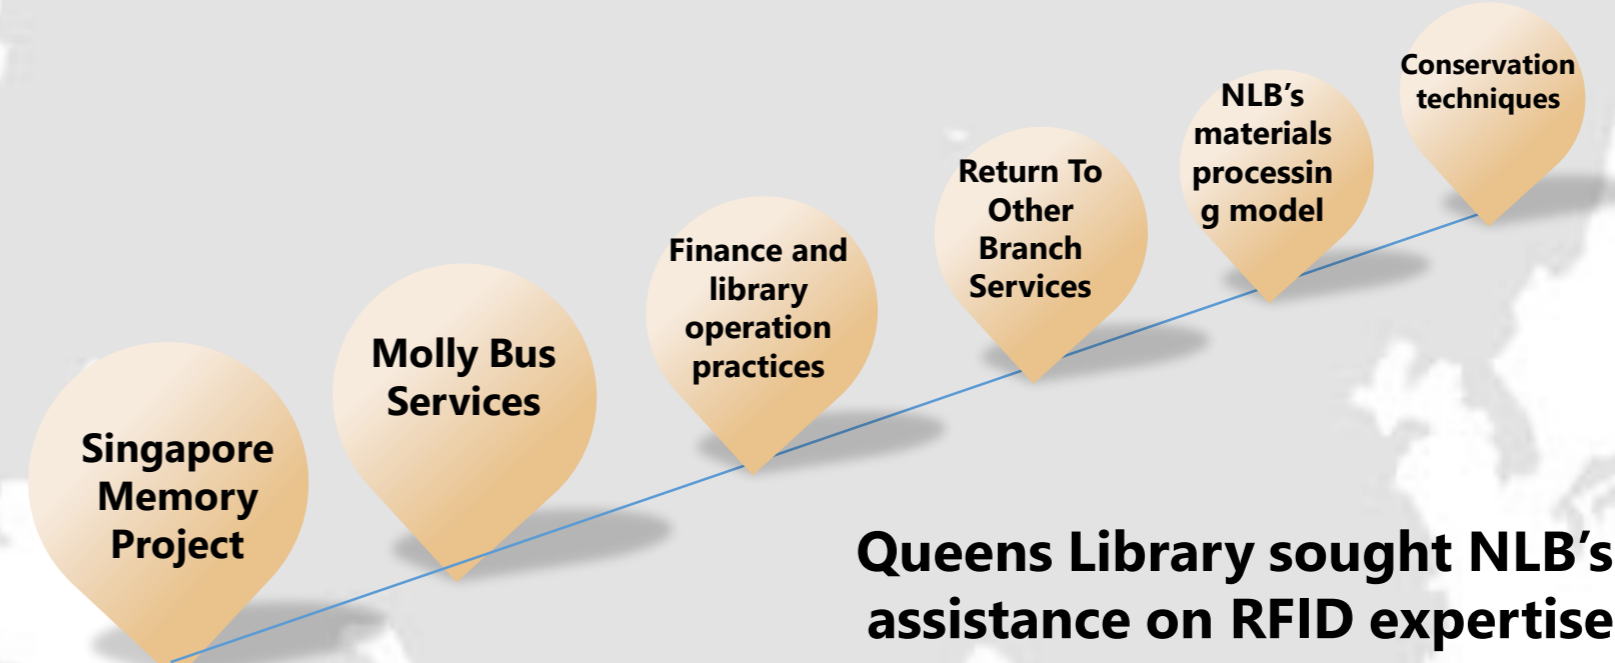 Singapore
Memory
Project
Molly Bus
Services
Finance and
library
operation
practices
Return To
Other
Branch
Services
NLB’s
materials
processin
g model
Conservation
techniques
Queens Library sought NLB’s
assistance on RFID expertise